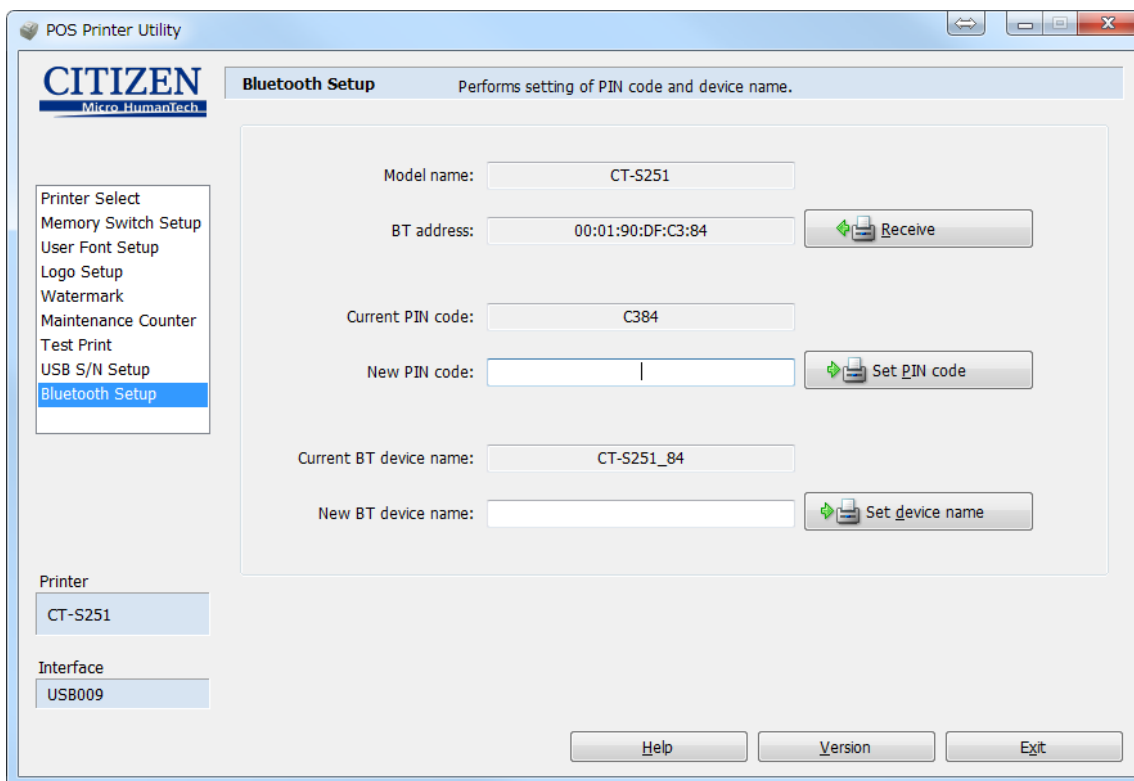 POS Printer Utility
CITIZEN
Micro HumanTech
Bluetooth Setup Performs setting of PIN code and device name.
Printer Select
Memory Switch Setup
User Font Setup
Logo Setup
Watermark
Maintenance Counter
Test Print
USB S/N Setup
Bluetooth Setup
Model name: CT-S251
BT address: 00:01:90:DF:C3:84 Receive
Current PIN code: C384
New PIN code: Set PIN code
Current BT device name: CT-S251_84
New BT device name: Set device name
Printer
CT-S251
Interface
USB009
Help Version Exit